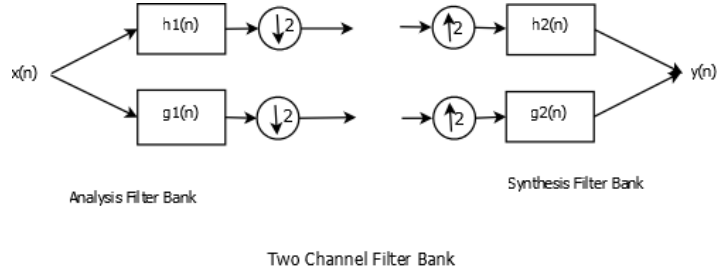 h1(n) 2 2 h2(n)
x(n) y(n)
g1(n) 2 2 g2(n)
Analysis Filter Bank Synthesis Filter Bank
Two Channel Filter Bank